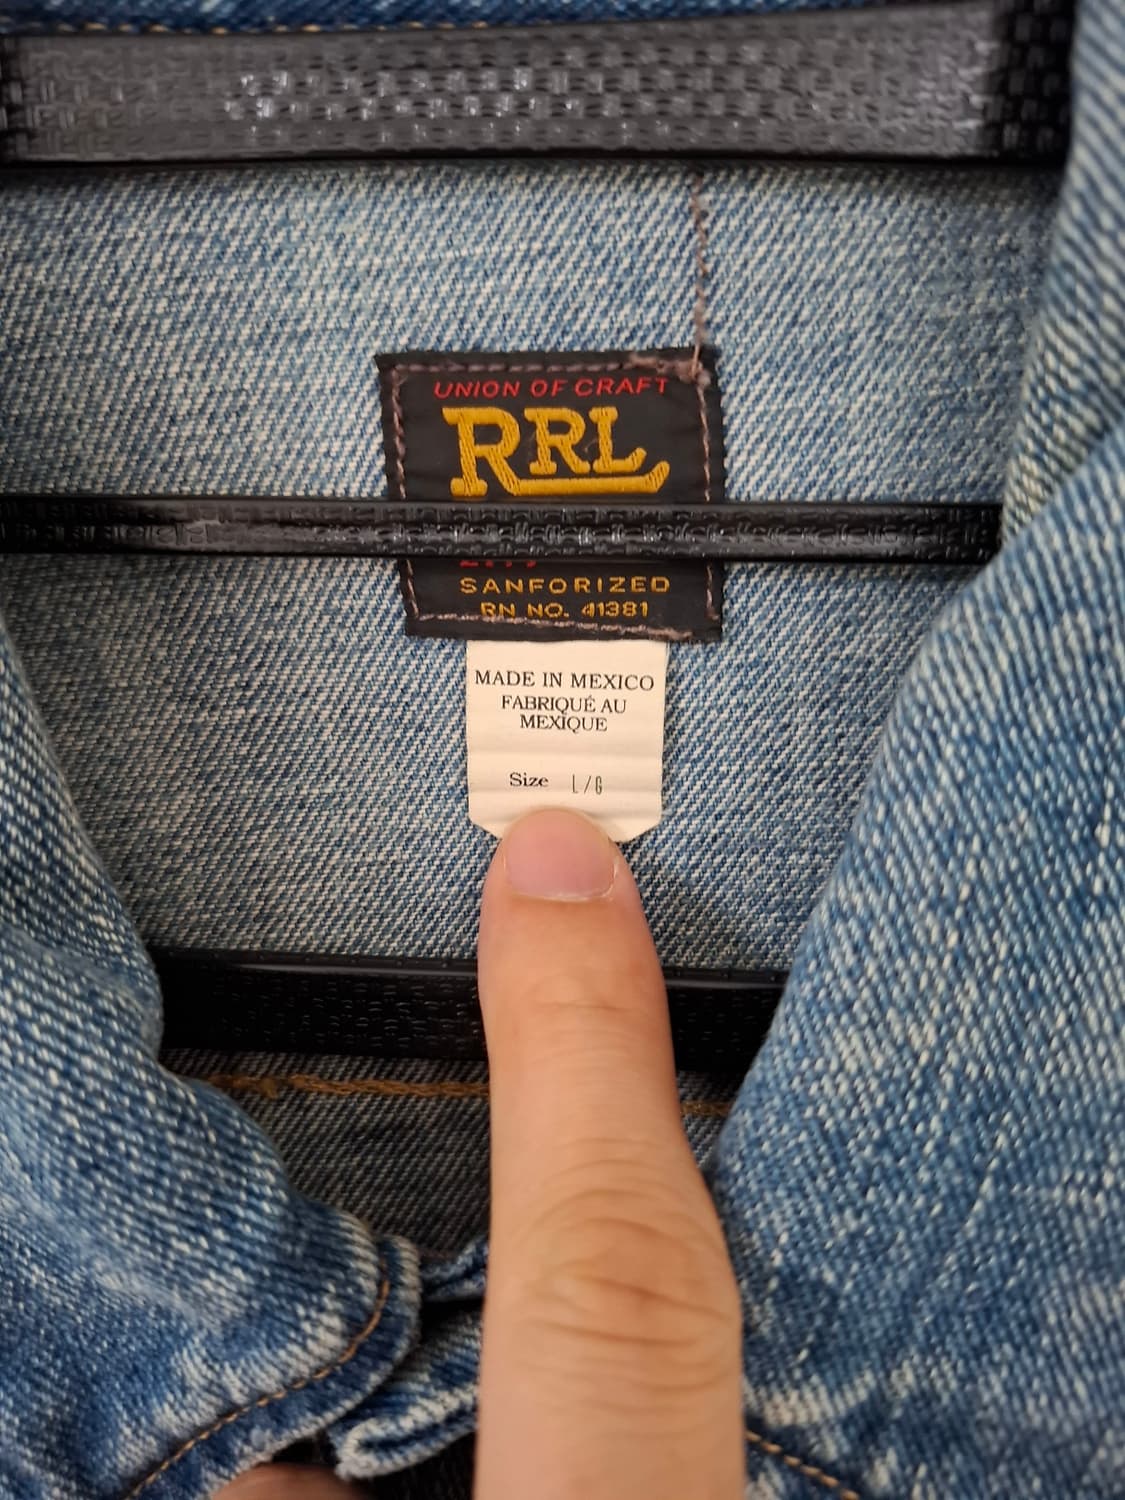 UNION OF CRAFT
RRL
SANFORIZED
RN NO. 41381
MADE IN MEXICO
FABRIQUÉ AU
MEXIQUE
Size L/G